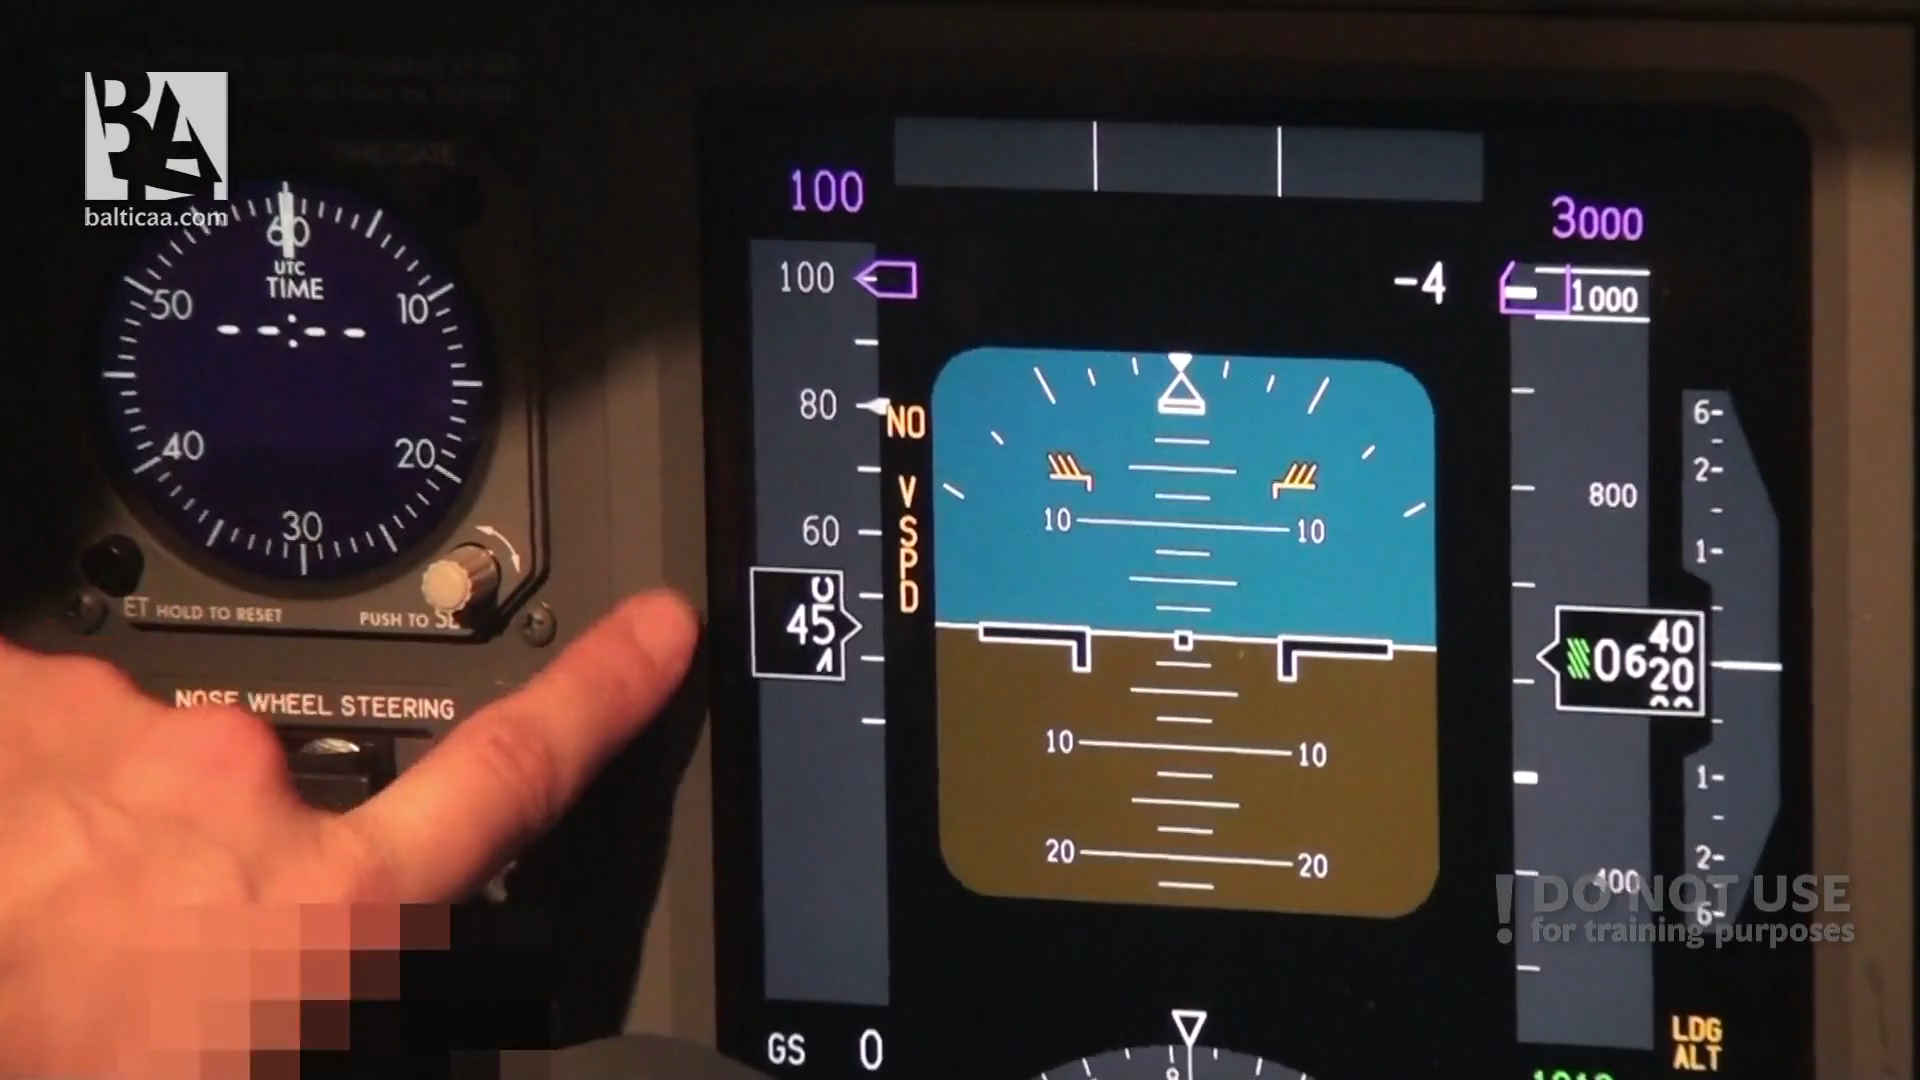 BAA
balticaa.com
60
UTC
TIME
--:--
50
10
40
20
30
ET HOLD TO RESET
PUSH TO SE
NOSE WHEEL STEERING
100
100
80
60
45
NO
V
S
P
D
GS 0
-4
10 10
10 10
20 20
3000
1000
800
400
06
40
20
6
2
1
1
2
6
LDG
ALT
! DO NOT USE
for training purposes